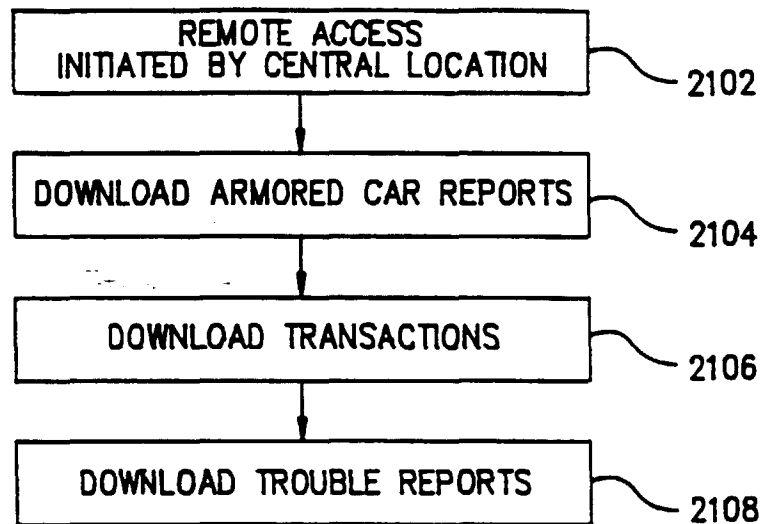 REMOTE ACCESS
INITIATED BY CENTRAL LOCATION
2102
DOWNLOAD ARMORED CAR REPORTS
2104
DOWNLOAD TRANSACTIONS
2106
DOWNLOAD TROUBLE REPORTS
2108